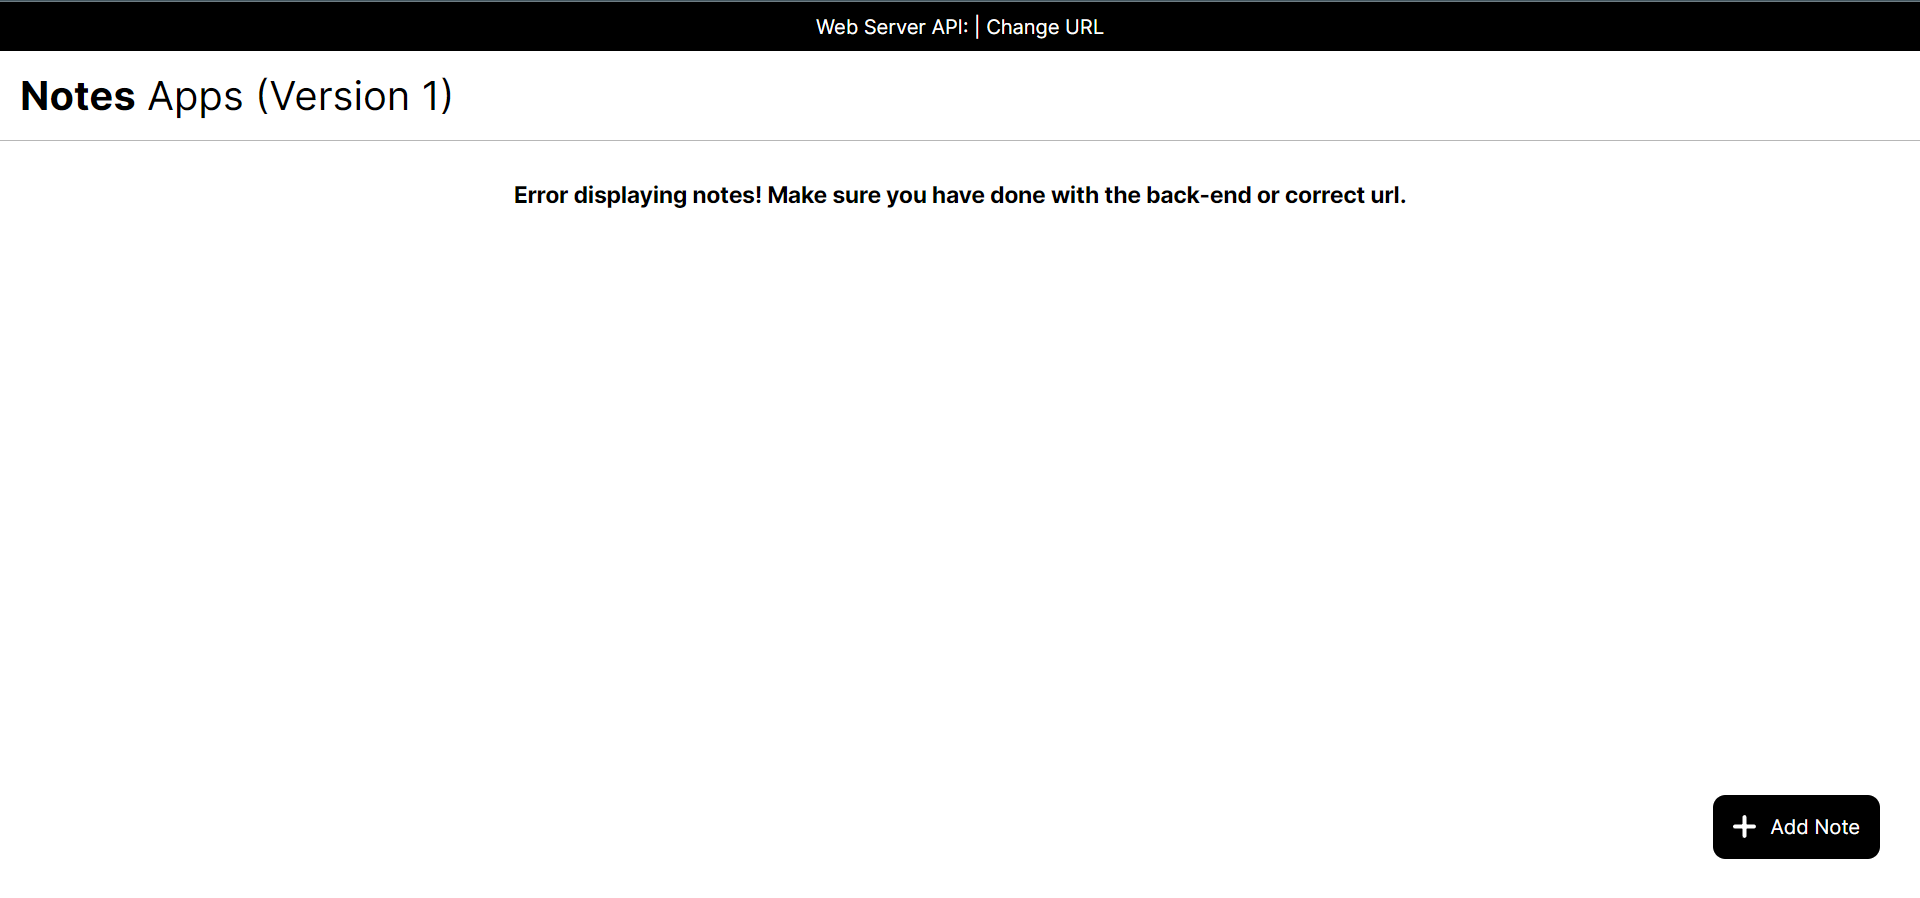 Web Server API: | Change URL
Notes Apps (Version 1)
Error displaying notes! Make sure you have done with the back-end or correct url.
Add Note